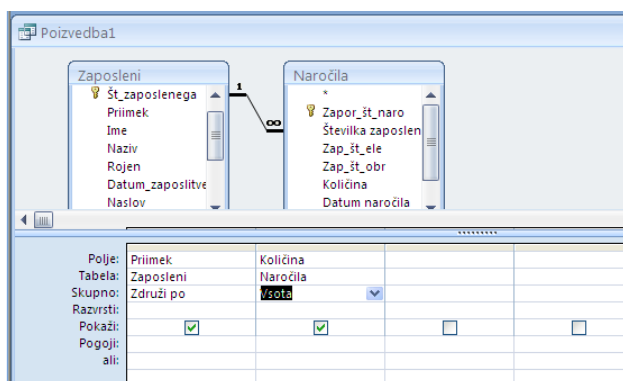 Poizvedba1
Zaposleni
Št_zaposlenega
Priimek
Ime
Naziv
Rojen
Datum_zaposlitve
Naslov
1
∞
Naročila
*
Zapor_št_naro
Številka zaposlen
Zap_št_ele
Zap_št_obr
Količina
Datum naročila
Polje: Priimek Količina
Tabela: Zaposleni Naročila
Skupno: Združi po Vsota
Razvrsti:
Pokaži:
Pogoji:
ali: